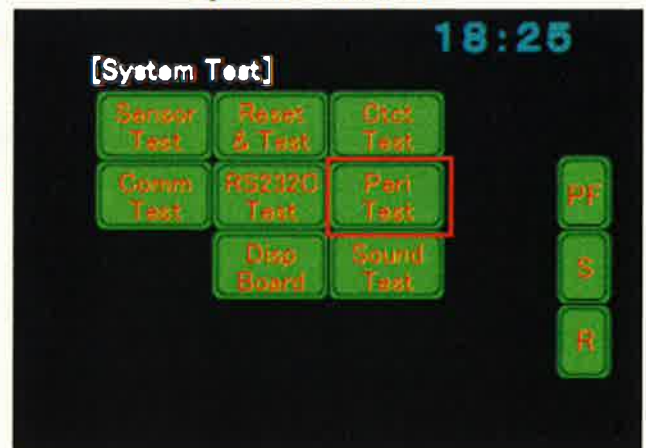 18:25
[System Test]
Sensor Reset Dtct
Test & Test Test
Comm RS232C Peri
Test Test Test
PF
Disp Sound
Board Test
S
R